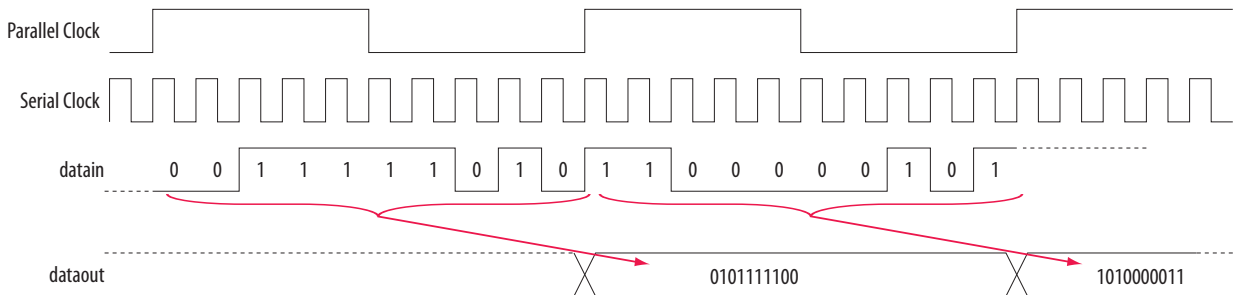 Parallel Clock
Serial Clock
datain 0 0 1 1 1 1 1 0 1 0 1 1 0 0 0 0 0 1 0 1
dataout 0101111100 1010000011